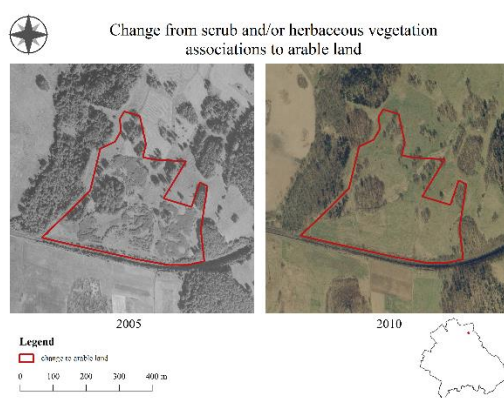 Change from scrub and/or herbaceous vegetation
associations to arable land
2005
2010
Legend
change to arable land
0 100 200 300 400 m